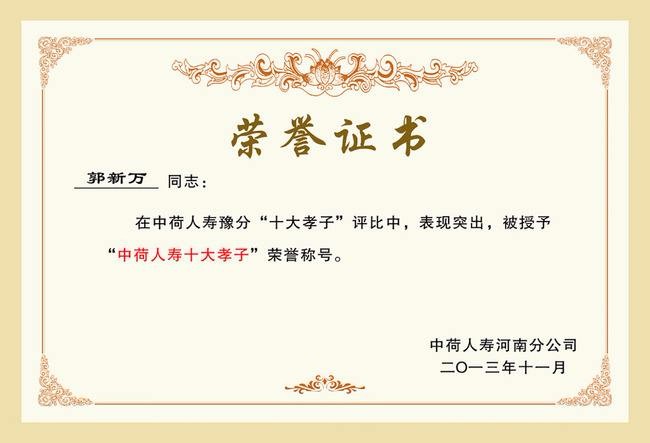 荣誉证书
郭新万 同志：
在中荷人寿豫分“十大孝子”评比中，表现突出，被授予
“中荷人寿十大孝子”荣誉称号。
中荷人寿河南分公司
二〇一三年十一月